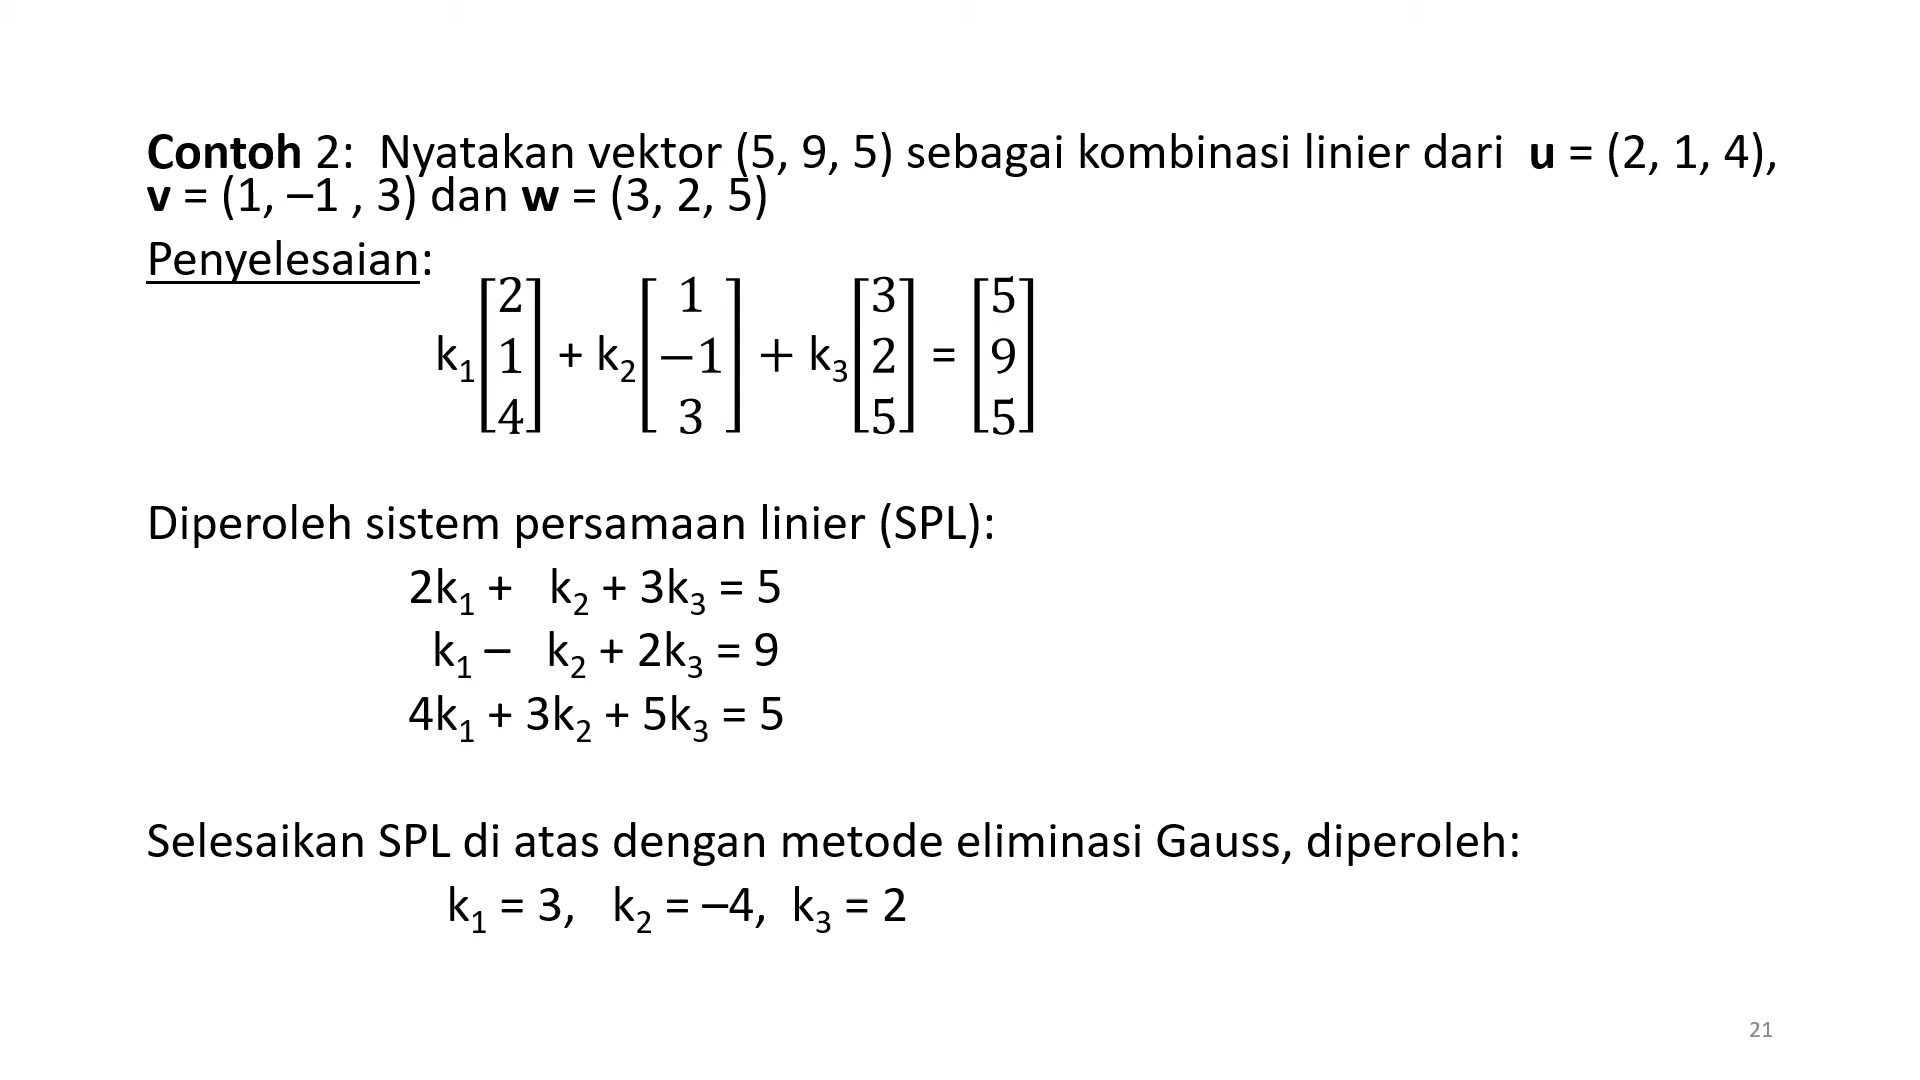 Contoh 2: Nyatakan vektor (5, 9, 5) sebagai kombinasi linier dari u = (2, 1, 4),
v = (1, –1 , 3) dan w = (3, 2, 5)
Penyelesaian:
k₁ [2 1 4] + k₂ [1 −1 3] + k₃ [3 2 5] = [5 9 5]
Diperoleh sistem persamaan linier (SPL):
2k₁ + k₂ + 3k₃ = 5
k₁ – k₂ + 2k₃ = 9
4k₁ + 3k₂ + 5k₃ = 5
Selesaikan SPL di atas dengan metode eliminasi Gauss, diperoleh:
k₁ = 3, k₂ = –4, k₃ = 2
21